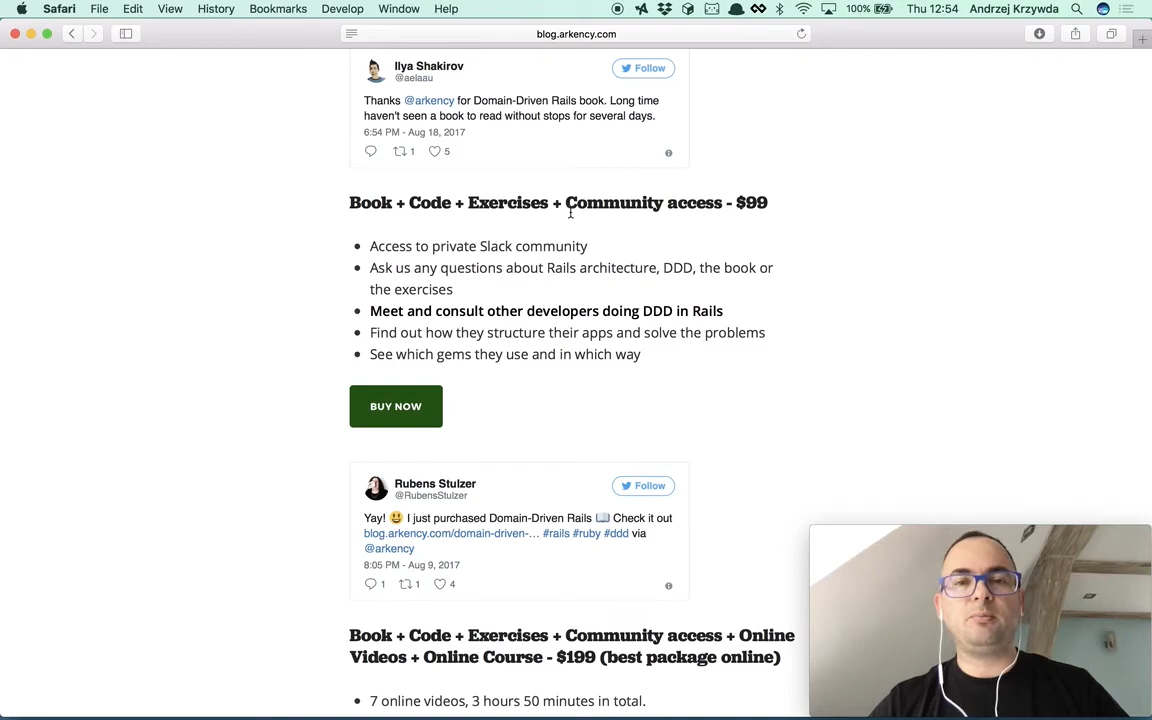 Safari File Edit View History Bookmarks Develop Window Help 100% Thu 12:54 Andrzej Krzywda
blog.arkency.com
Ilya Shakirov
@aelaau
Follow
Thanks @arkency for Domain-Driven Rails book. Long time
haven't seen a book to read without stops for several days.
6:54 PM - Aug 18, 2017
1 5
Book + Code + Exercises + Community access - $99
• Access to private Slack community
• Ask us any questions about Rails architecture, DDD, the book or
the exercises
• Meet and consult other developers doing DDD in Rails
• Find out how they structure their apps and solve the problems
• See which gems they use and in which way
BUY NOW
Rubens Stulzer
@RubensStulzer
Follow
Yay! 😃 I just purchased Domain-Driven Rails 📖 Check it out
blog.arkency.com/domain-driven-… #rails #ruby #ddd via
@arkency
8:05 PM - Aug 9, 2017
1 1 4
Book + Code + Exercises + Community access + Online
Videos + Online Course - $199 (best package online)
• 7 online videos, 3 hours 50 minutes in total.